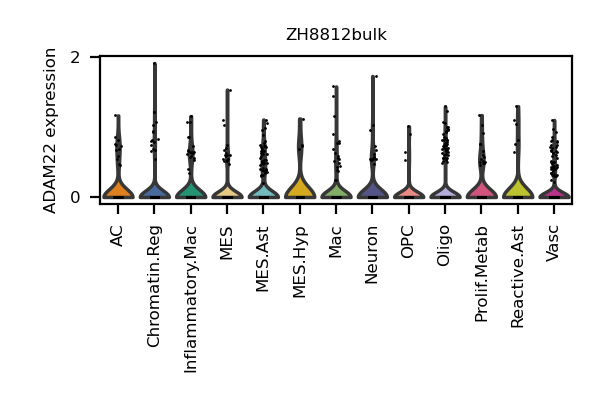 ZH8812bulk
ADAM22 expression
2
0
AC
Chromatin.Reg
Inflammatory.Mac
MES
MES.Ast
MES.Hyp
Mac
Neuron
OPC
Oligo
Prolif.Metab
Reactive.Ast
Vasc